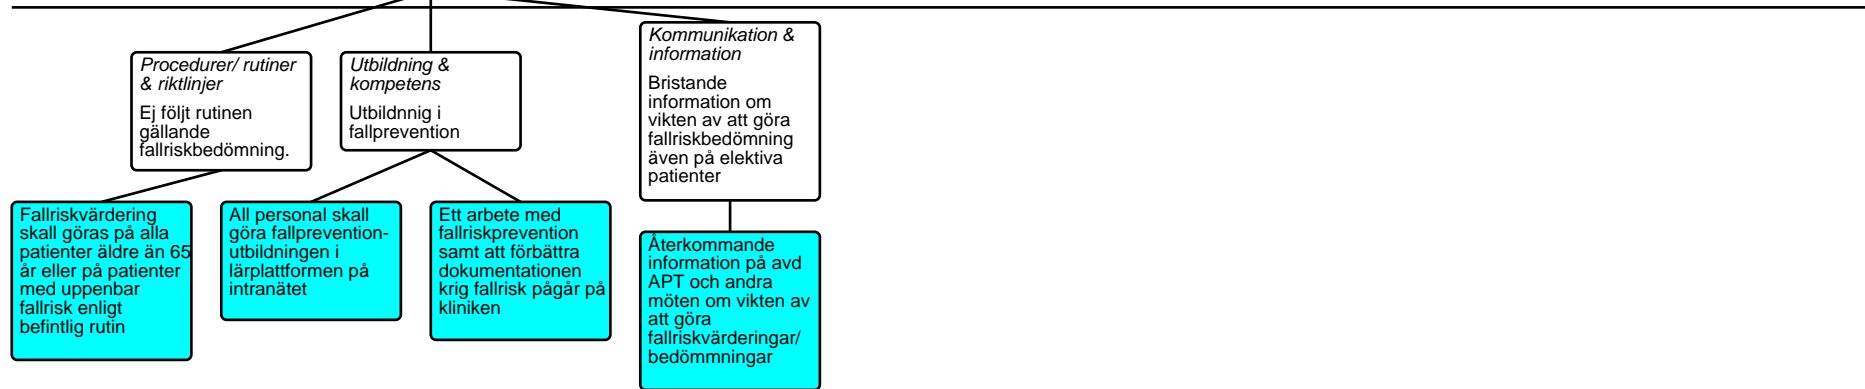 Procedurer/ rutiner
& riktlinjer
Ej följt rutinen
gällande
fallriskbedömning.
Utbildning &
kompetens
Utbildnnig i
fallprevention
Kommunikation &
information
Bristande
information om
vikten av att göra
fallriskbedömning
även på elektiva
patienter
Fallriskvärdering
skall göras på alla
patienter äldre än 65
år eller på patienter
med uppenbar
fallrisk enligt
befintlig rutin
All personal skall
göra fallprevention-
utbildningen i
lärplattformen på
intranätet
Ett arbete med
fallriskprevention
samt att förbättra
dokumentationen
krig fallrisk pågår på
kliniken
Återkommande
information på avd
APT och andra
möten om vikten av
att göra
fallriskvärderingar/
bedömmningar